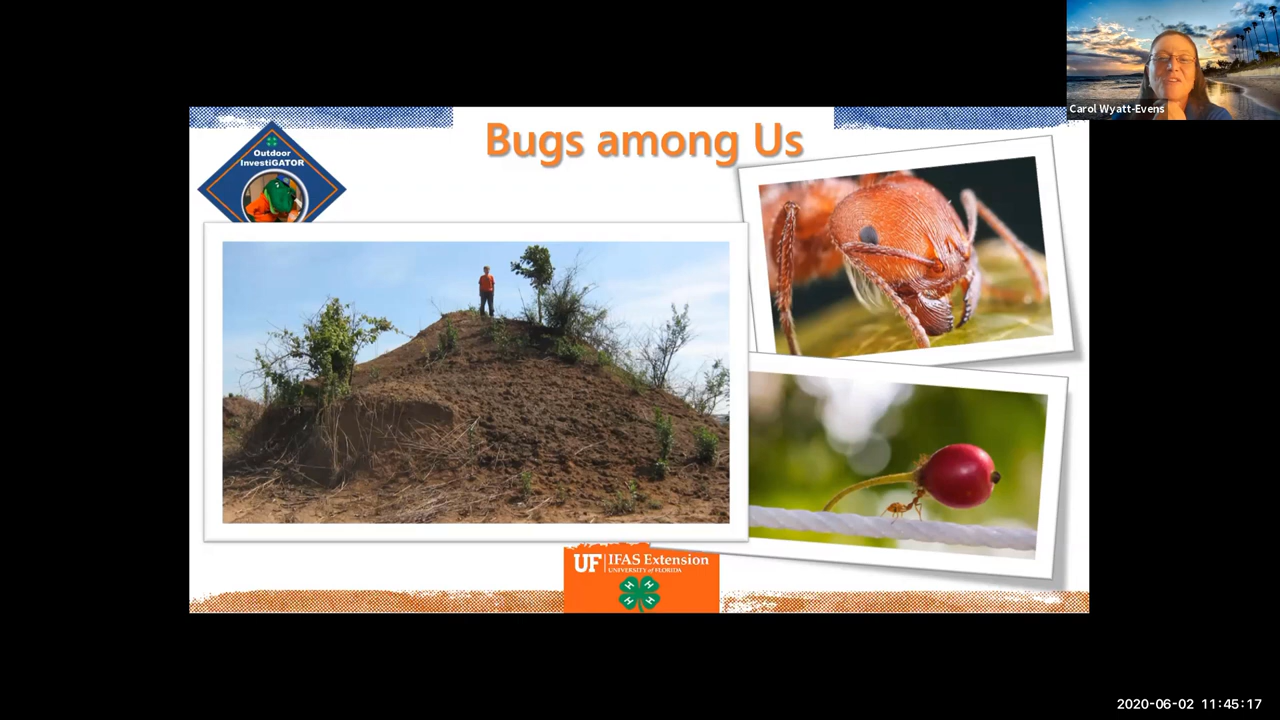 Carol Wyatt-Evens
Bugs among Us
Outdoor
InvestiGATOR
UF IFAS Extension
UNIVERSITY of FLORIDA
H H
H H
2020-06-02 11:45:17